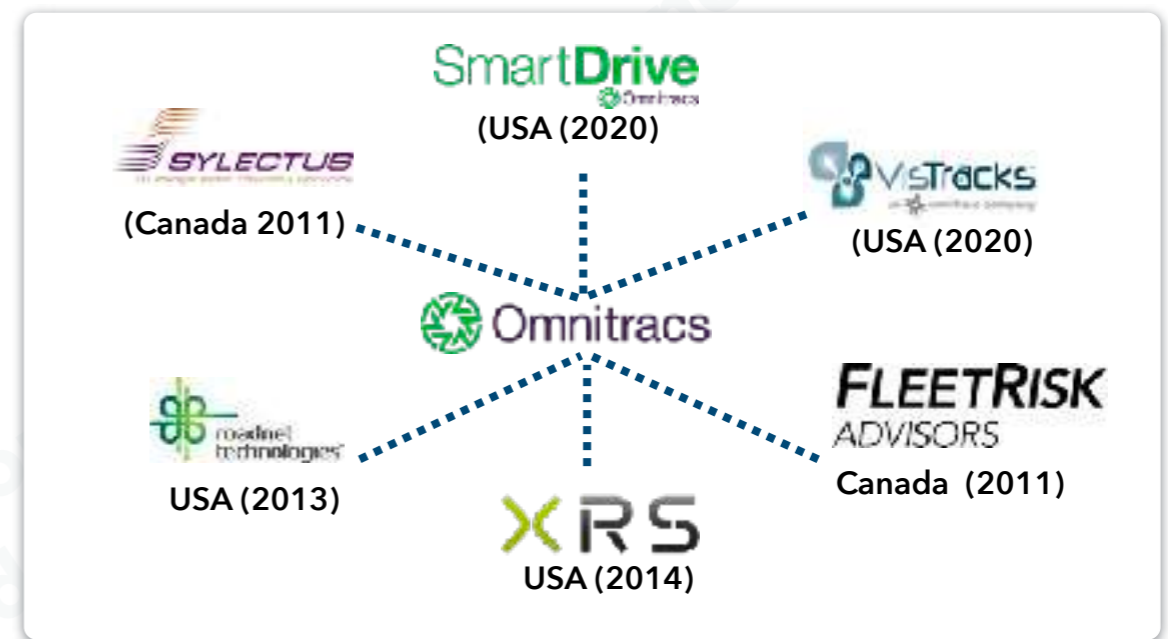 SmartDrive
Omnitracs
(USA (2020)
SYLECTUS
(Canada 2011)
VisTracks
(USA (2020)
Omnitracs
roadnet
technologies
USA (2013)
XRS
USA (2014)
FLEETRISK
ADVISORS
Canada (2011)